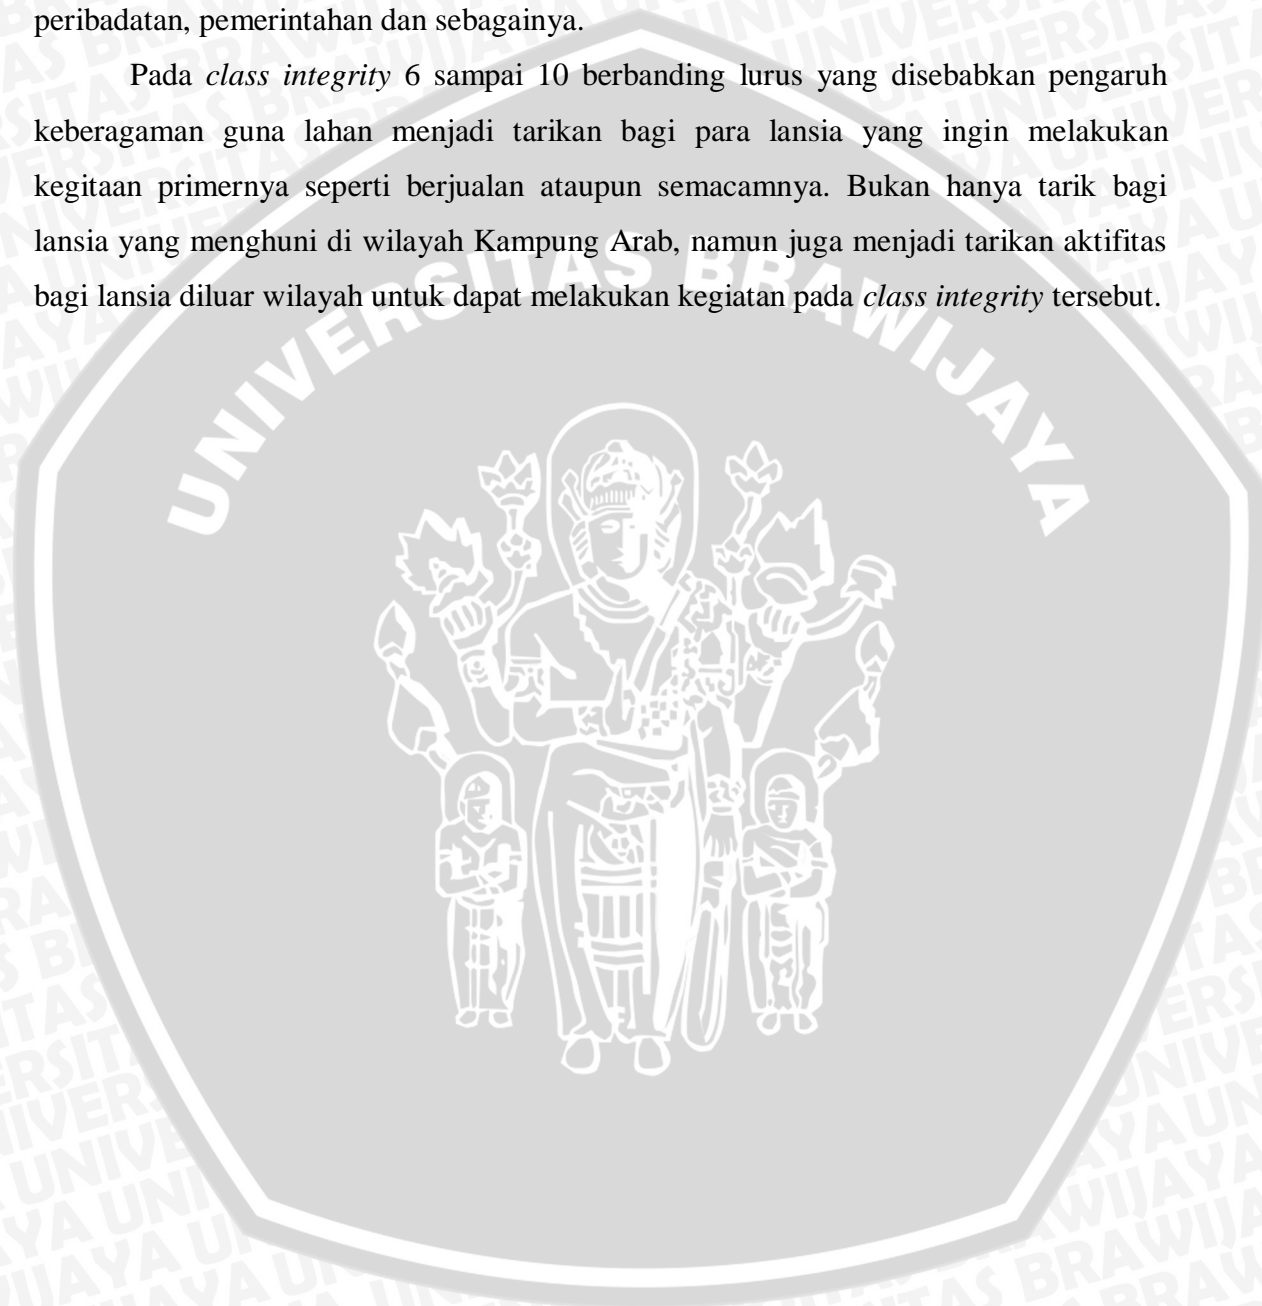 peribadatan, pemerintahan dan sebagainya.
Pada class integrity 6 sampai 10 berbanding lurus yang disebabkan pengaruh
keberagaman guna lahan menjadi tarikan bagi para lansia yang ingin melakukan
kegitaan primernya seperti berjualan ataupun semacamnya. Bukan hanya tarik bagi
lansia yang menghuni di wilayah Kampung Arab, namun juga menjadi tarikan aktifitas
bagi lansia diluar wilayah untuk dapat melakukan kegiatan pada class integrity tersebut.
UNIVERSITAS BRAWIJAYA